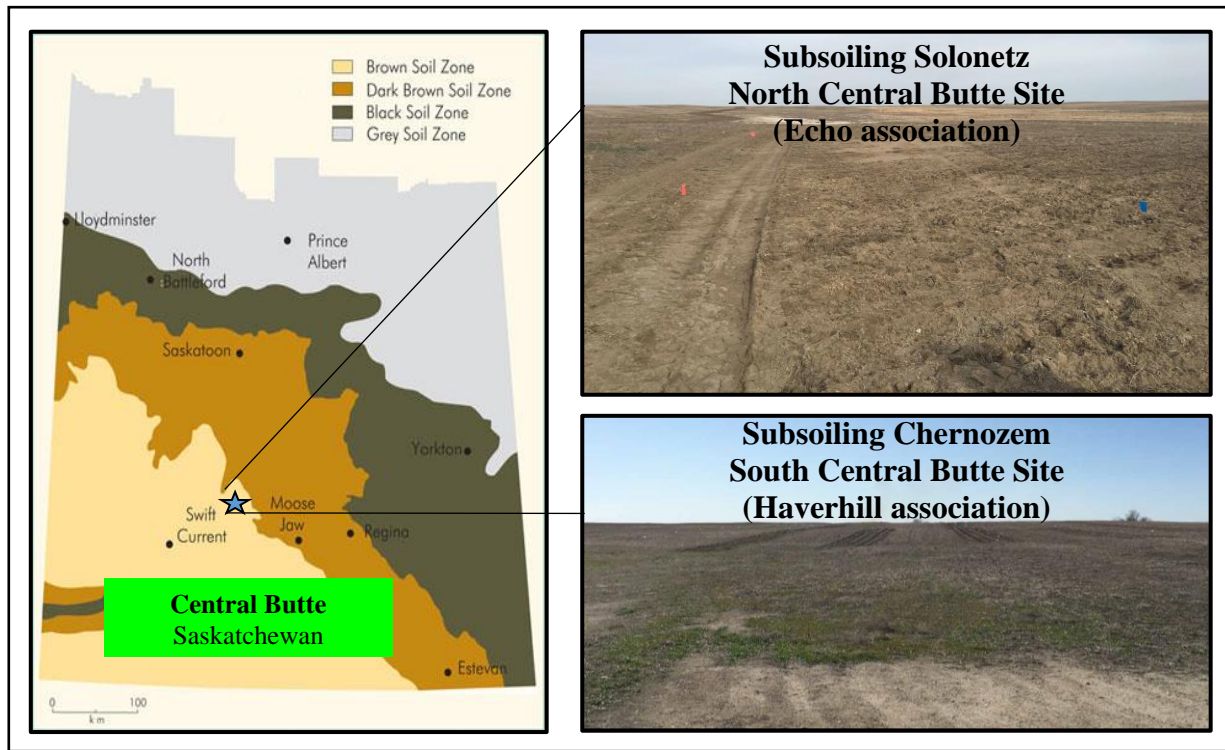 Brown Soil Zone
Dark Brown Soil Zone
Black Soil Zone
Grey Soil Zone
Lloydminster
North
Battleford
Prince
Albert
Saskatoon
Yorkton
Swift
Current
Moose
Jaw
Regina
Central Butte
Saskatchewan
Estevan
0 100
km
Subsoiling Solonetz
North Central Butte Site
(Echo association)
Subsoiling Chernozem
South Central Butte Site
(Haverhill association)